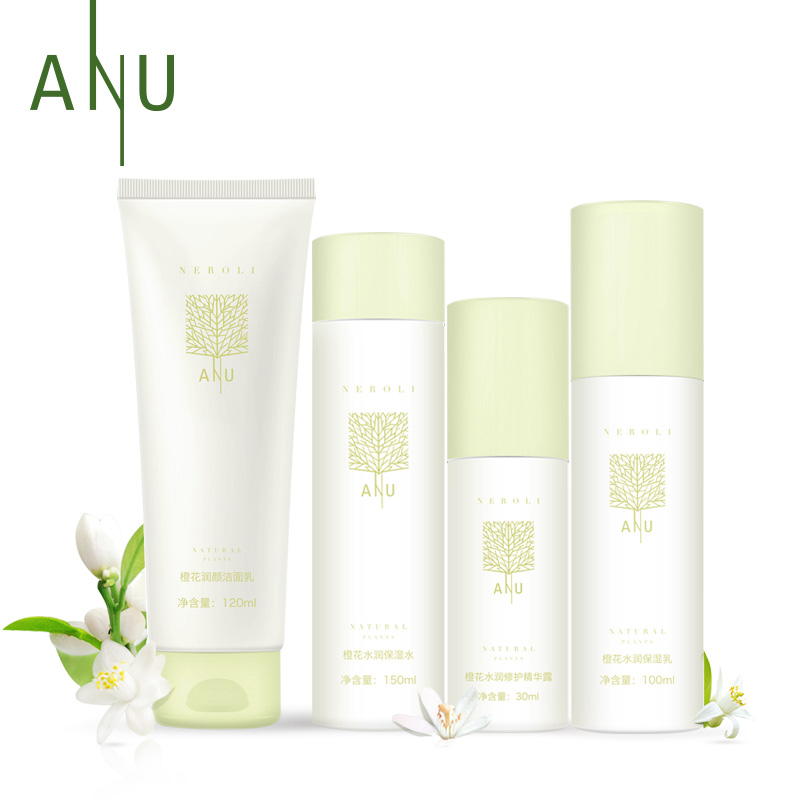 ANU
NEROLI
ANU
NATURAL
PLANTS
橙花润颜洁面乳
净含量：120ml
NEROLI
ANU
NATURAL
PLANTS
橙花水润保湿水
净含量：150ml
NEROLI
ANU
NATURAL
PLANTS
橙花水润修护精华露
净含量：30ml
NEROLI
ANU
NATURAL
PLANTS
橙花水润保湿乳
净含量：100ml